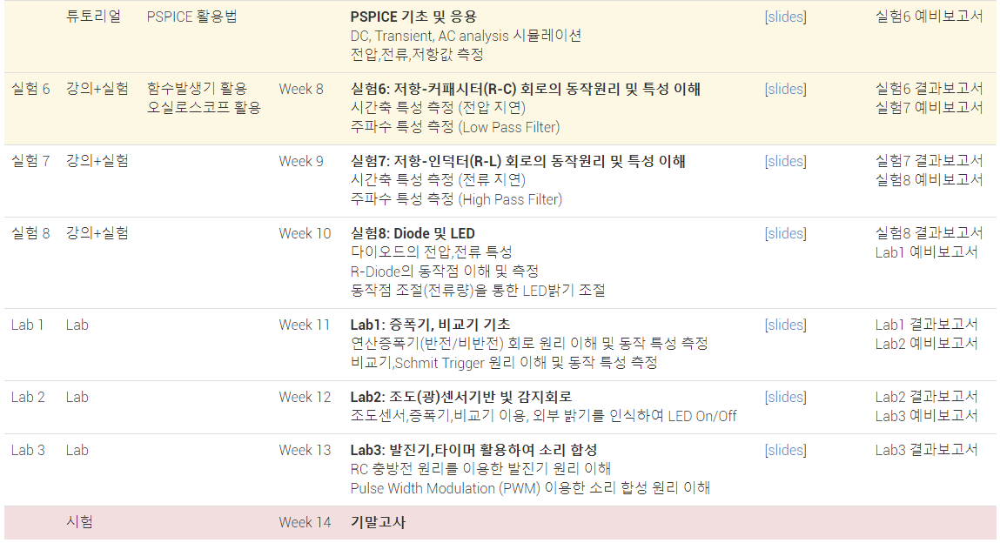 튜토리얼 PSPICE 활용법 PSPICE 기초 및 응용 [slides] 실험6 예비보고서
DC, Transient, AC analysis 시뮬레이션
전압,전류,저항값 측정
실험 6 강의+실험 함수발생기 활용 Week 8 실험6: 저항-커패시터(R-C) 회로의 동작원리 및 특성 이해 [slides] 실험6 결과보고서
오실로스코프 활용 시간축 특성 측정 (전압 지연) 실험7 예비보고서
주파수 특성 측정 (Low Pass Filter)
실험 7 강의+실험 Week 9 실험7: 저항-인덕터(R-L) 회로의 동작원리 및 특성 이해 [slides] 실험7 결과보고서
시간축 특성 측정 (전류 지연) 실험8 예비보고서
주파수 특성 측정 (High Pass Filter)
실험 8 강의+실험 Week 10 실험8: Diode 및 LED [slides] 실험8 결과보고서
다이오드의 전압,전류 특성 Lab1 예비보고서
R-Diode의 동작점 이해 및 측정
동작점 조절(전류량)을 통한 LED밝기 조절
Lab 1 Lab Week 11 Lab1: 증폭기, 비교기 기초 [slides] Lab1 결과보고서
연산증폭기(반전/비반전) 회로 원리 이해 및 동작 특성 측정 Lab2 예비보고서
비교기,Schmit Trigger 원리 이해 및 동작 특성 측정
Lab 2 Lab Week 12 Lab2: 조도(광)센서기반 빛 감지회로 [slides] Lab2 결과보고서
조도센서,증폭기,비교기 이용, 외부 밝기를 인식하여 LED On/Off Lab3 예비보고서
Lab 3 Lab Week 13 Lab3: 발진기,타이머 활용하여 소리 합성 [slides] Lab3 결과보고서
RC 충방전 원리를 이용한 발진기 원리 이해
Pulse Width Modulation (PWM) 이용한 소리 합성 원리 이해
시험 Week 14 기말고사